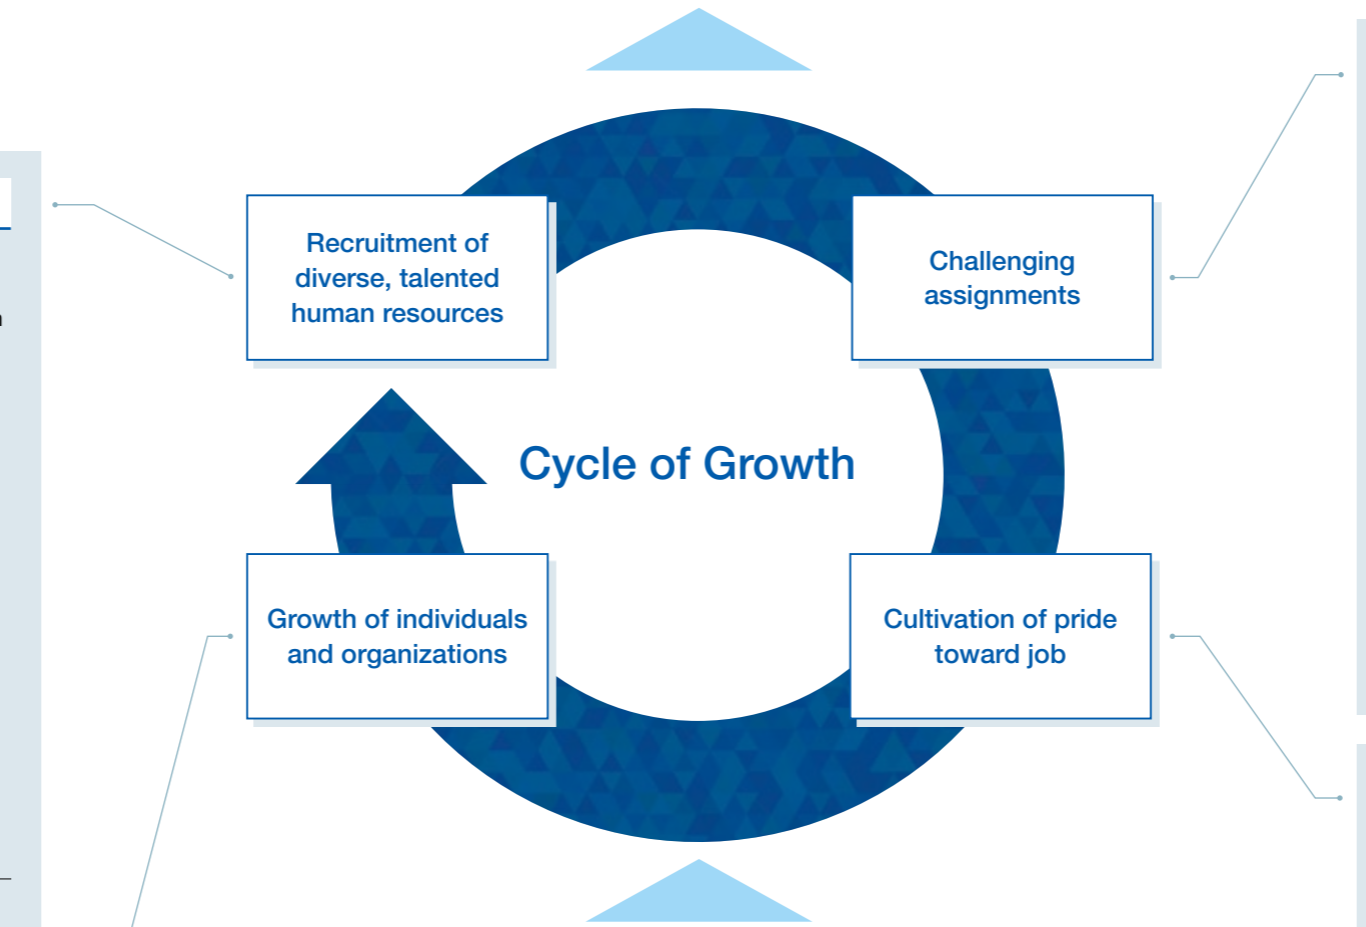 Recruitment of
diverse, talented
human resources
Challenging
assignments
Cycle of Growth
Growth of individuals
and organizations
Cultivation of pride
toward job